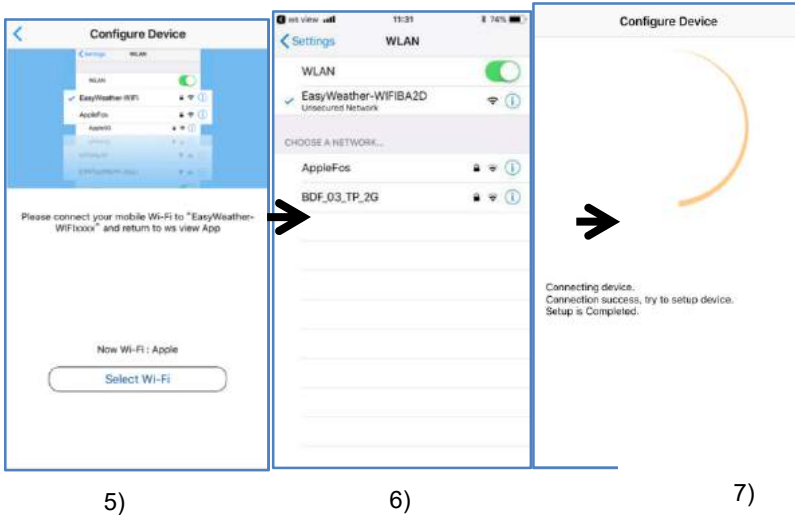 Configure Device
Settings WLAN
WLAN
EasyWeather-WIFI
AppleFos
Please connect your mobile Wi-Fi to "EasyWeather-
WIFIxxxx" and return to ws view App
Now Wi-Fi : Apple
Select Wi-Fi
5)
ws view 11:31 74%
Settings WLAN
WLAN
EasyWeather-WIFIBA2D
Unsecured Network
CHOOSE A NETWORK...
AppleFos
BDF_03_TP_2G
6)
Configure Device
Connecting device.
Connection success, try to setup device.
Setup is Completed.
7)